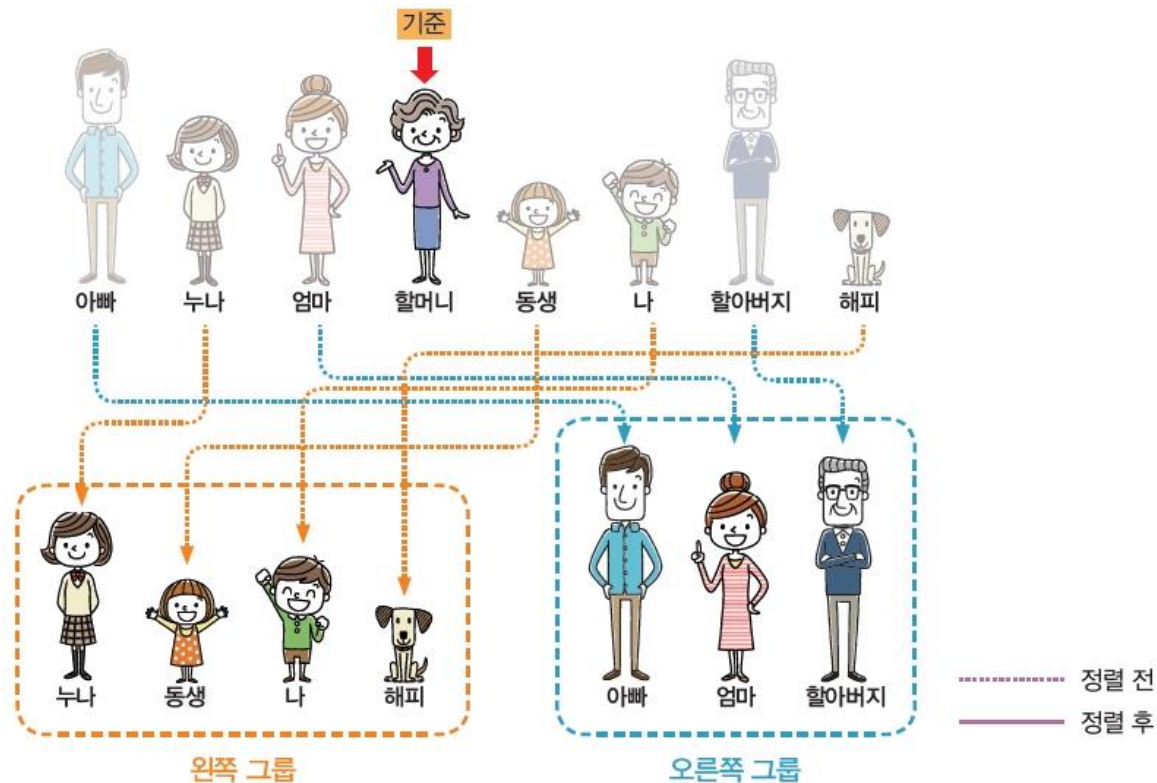 기준
아빠 누나 엄마 할머니 동생 나 할아버지 해피
누나 동생 나 해피 아빠 엄마 할아버지
정렬 전
정렬 후
왼쪽 그룹 오른쪽 그룹